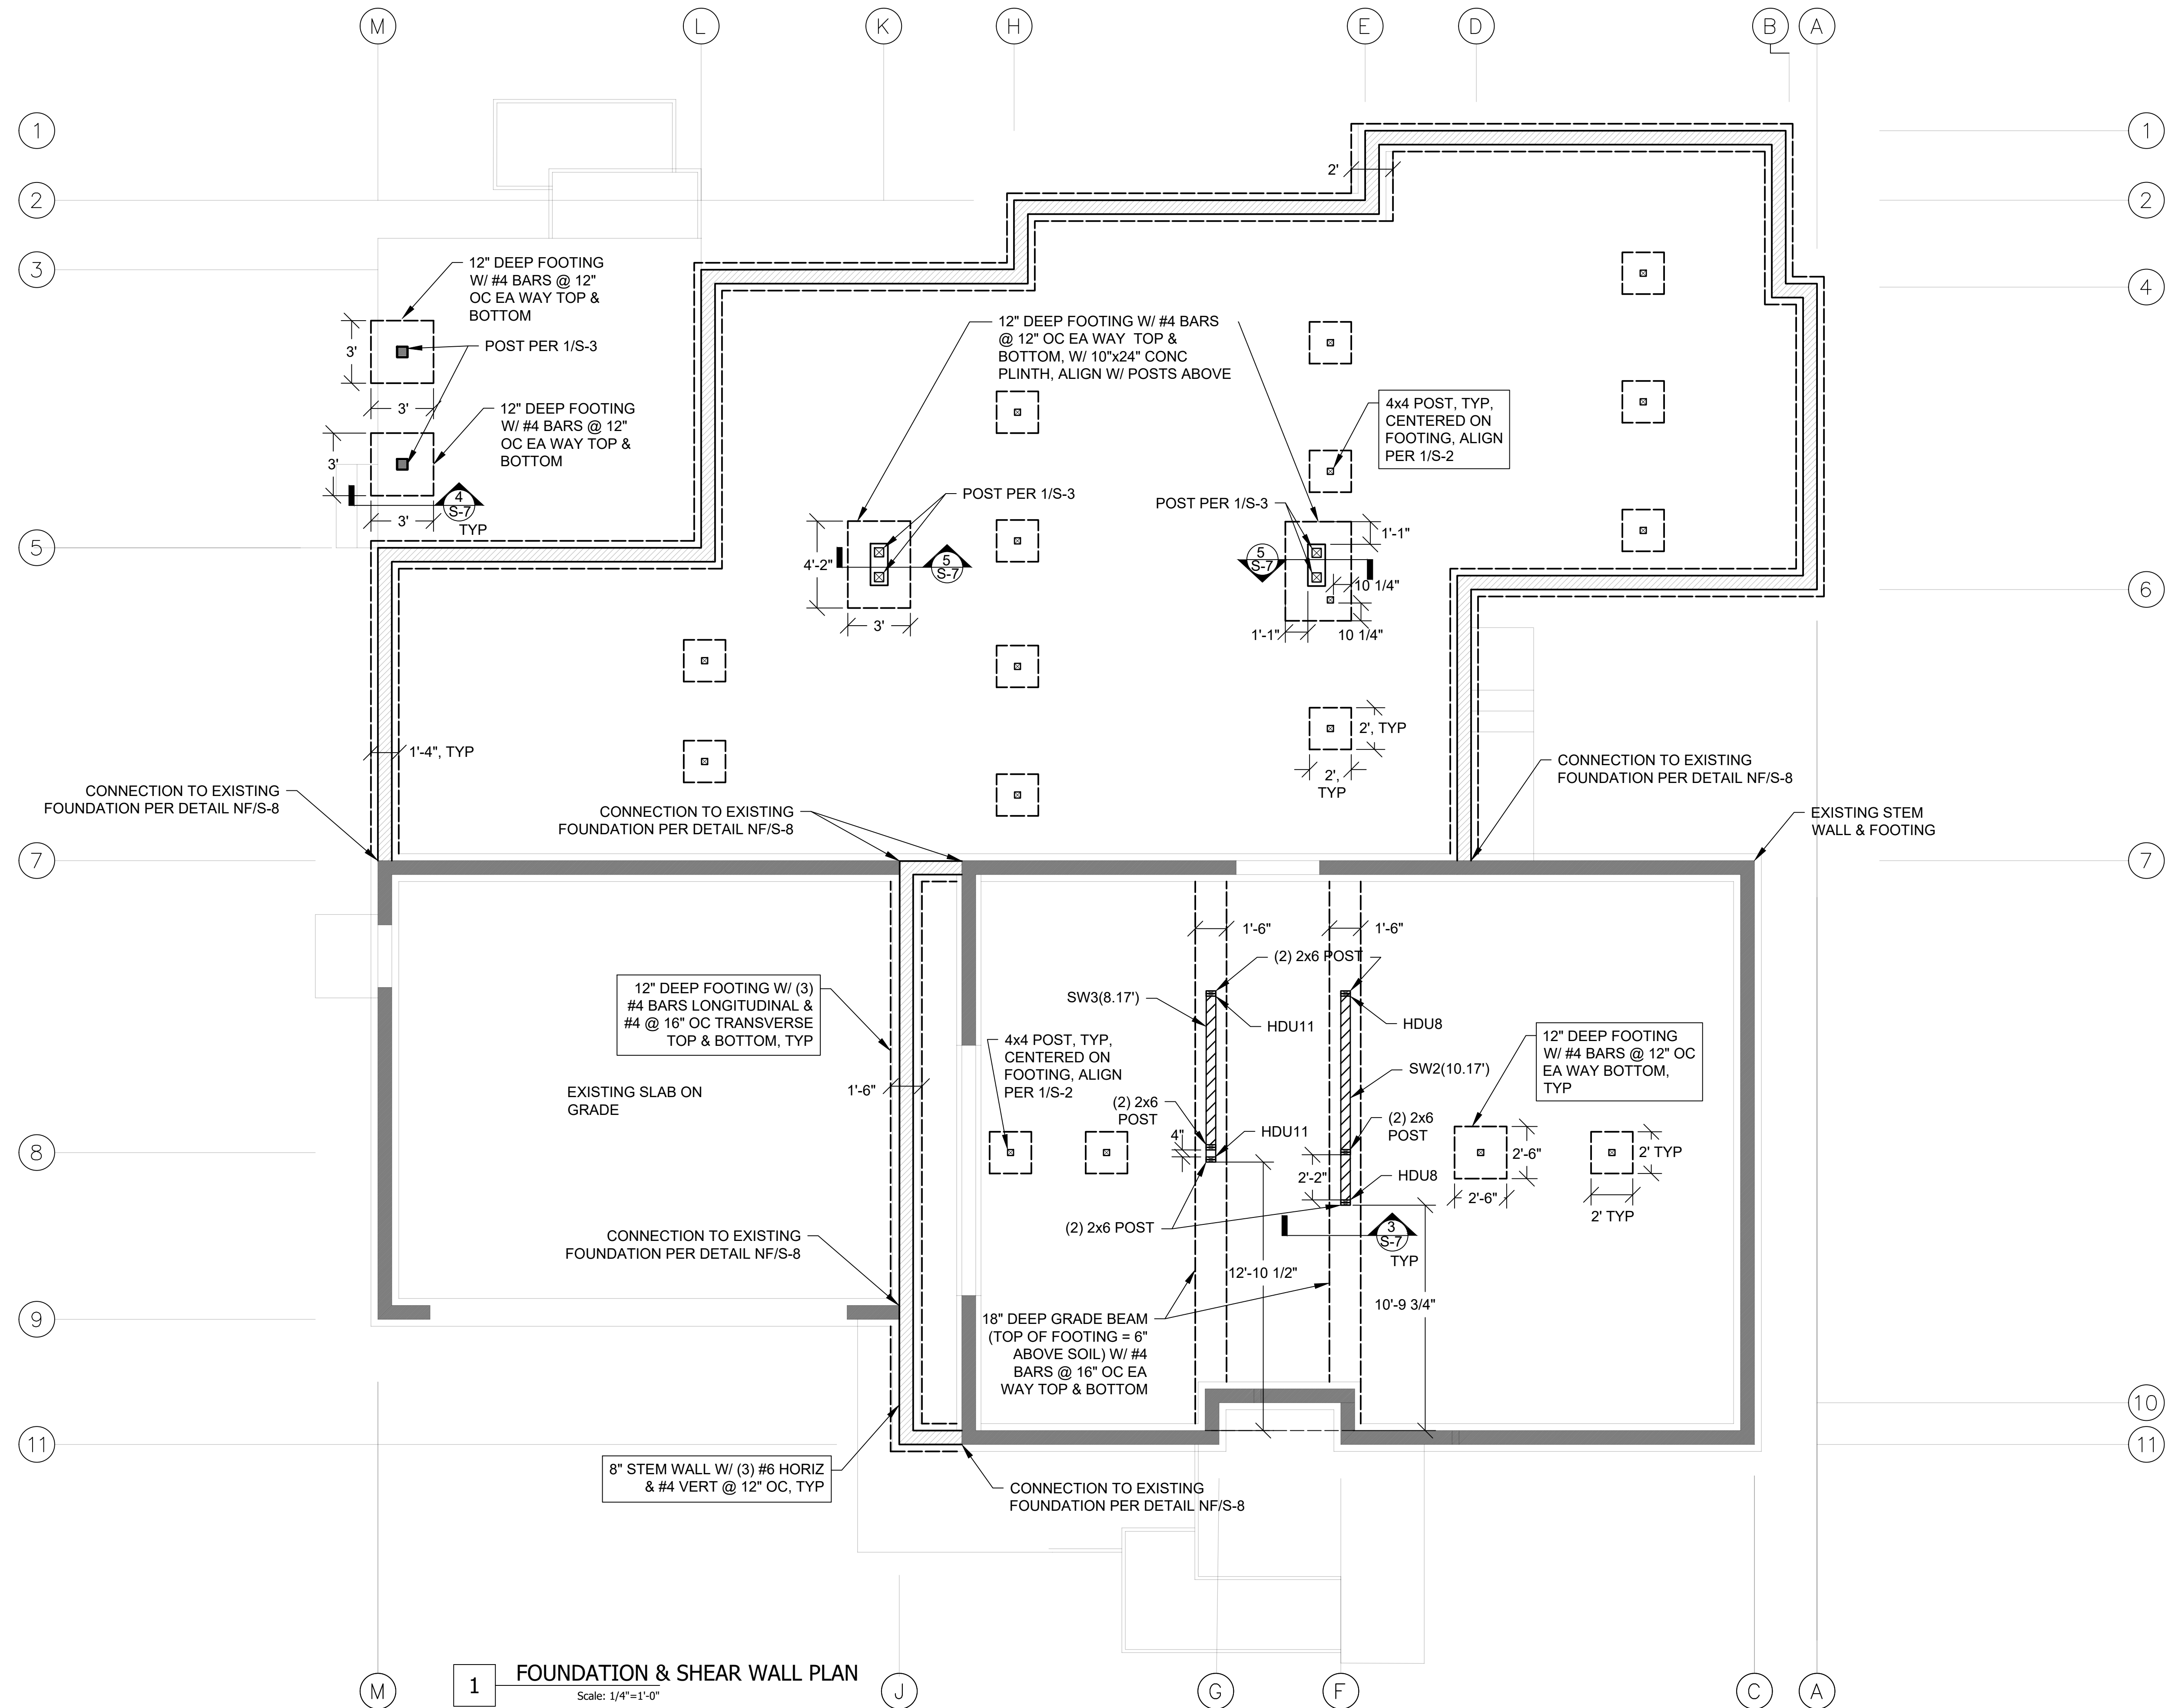 M
L
K
H
E
D
B
A
1
1
2
2
3
4
2'
12" DEEP FOOTING
W/ #4 BARS @ 12"
OC EA WAY TOP &
BOTTOM
3'
POST PER 1/S-3
3'
12" DEEP FOOTING
W/ #4 BARS @ 12"
OC EA WAY TOP &
BOTTOM
3'
3'
4
S-7
TYP
12" DEEP FOOTING W/ #4 BARS
@ 12" OC EA WAY TOP &
BOTTOM, W/ 10"x24" CONC
PLINTH, ALIGN W/ POSTS ABOVE
4x4 POST, TYP,
CENTERED ON
FOOTING, ALIGN
PER 1/S-2
POST PER 1/S-3
POST PER 1/S-3
5
4'-2"
5
S-7
3'
5
S-7
1'-1"
10 1/4"
1'-1"
10 1/4"
6
1'-4", TYP
2', TYP
2',
TYP
CONNECTION TO EXISTING
FOUNDATION PER DETAIL NF/S-8
CONNECTION TO EXISTING
FOUNDATION PER DETAIL NF/S-8
CONNECTION TO EXISTING
FOUNDATION PER DETAIL NF/S-8
EXISTING STEM
WALL & FOOTING
7
7
1'-6"
1'-6"
(2) 2x6 POST
12" DEEP FOOTING W/ (3)
#4 BARS LONGITUDINAL &
#4 @ 16" OC TRANSVERSE
TOP & BOTTOM, TYP
SW3(8.17')
HDU11
HDU8
4x4 POST, TYP,
CENTERED ON
FOOTING, ALIGN
PER 1/S-2
12" DEEP FOOTING
W/ #4 BARS @ 12" OC
EA WAY BOTTOM,
TYP
EXISTING SLAB ON
GRADE
1'-6"
SW2(10.17')
(2) 2x6
POST
(2) 2x6
POST
4"
HDU11
8
2'-2"
HDU8
2'-6"
2'-6"
2' TYP
2' TYP
(2) 2x6 POST
3
S-7
TYP
CONNECTION TO EXISTING
FOUNDATION PER DETAIL NF/S-8
12'-10 1/2"
10'-9 3/4"
9
18" DEEP GRADE BEAM
(TOP OF FOOTING = 6"
ABOVE SOIL) W/ #4
BARS @ 16" OC EA
WAY TOP & BOTTOM
10
11
11
8" STEM WALL W/ (3) #6 HORIZ
& #4 VERT @ 12" OC, TYP
CONNECTION TO EXISTING
FOUNDATION PER DETAIL NF/S-8
1
FOUNDATION & SHEAR WALL PLAN
Scale: 1/4"=1'-0"
M
J
G
F
C
A